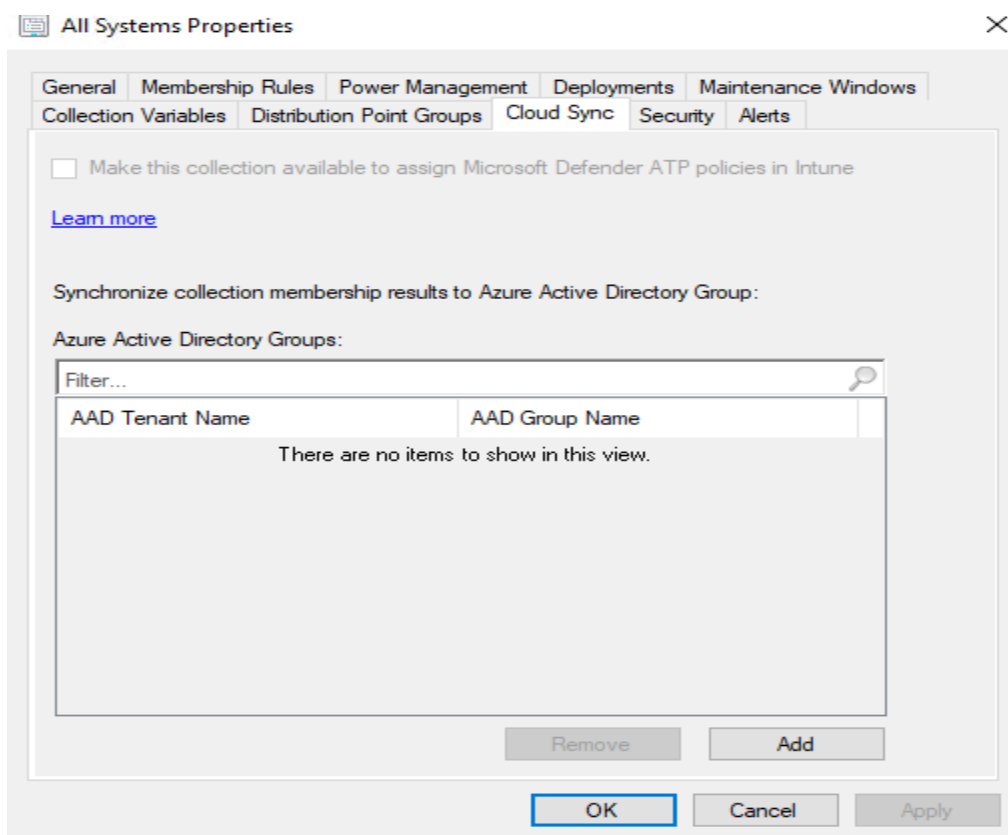 All Systems Properties
General Membership Rules Power Management Deployments Maintenance Windows
Collection Variables Distribution Point Groups Cloud Sync Security Alerts
Make this collection available to assign Microsoft Defender ATP policies in Intune
Learn more
Synchronize collection membership results to Azure Active Directory Group:
Azure Active Directory Groups:
Filter...
AAD Tenant Name AAD Group Name
There are no items to show in this view.
Remove Add
OK Cancel Apply